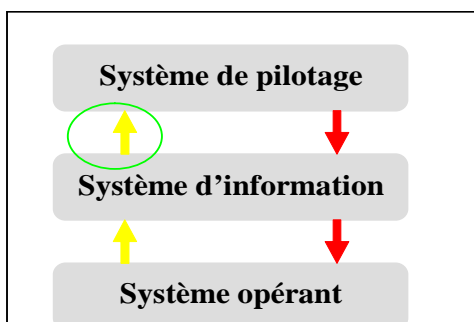 Système de pilotage
Système d’information
Système opérant